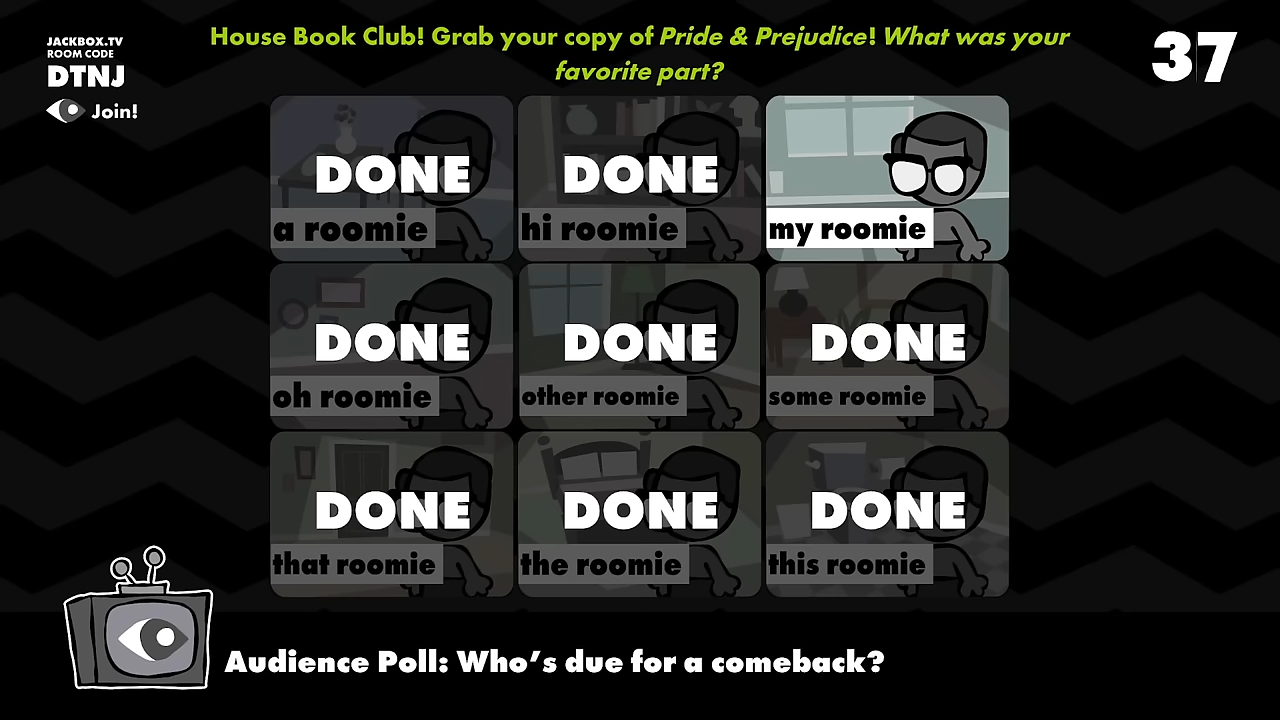 JACKBOX.TV
ROOM CODE
DTNJ
Join!
House Book Club! Grab your copy of Pride & Prejudice! What was your
favorite part?
37
DONE
a roomie
DONE
hi roomie
my roomie
DONE
oh roomie
DONE
other roomie
DONE
some roomie
DONE
that roomie
DONE
the roomie
DONE
this roomie
Audience Poll: Who's due for a comeback?